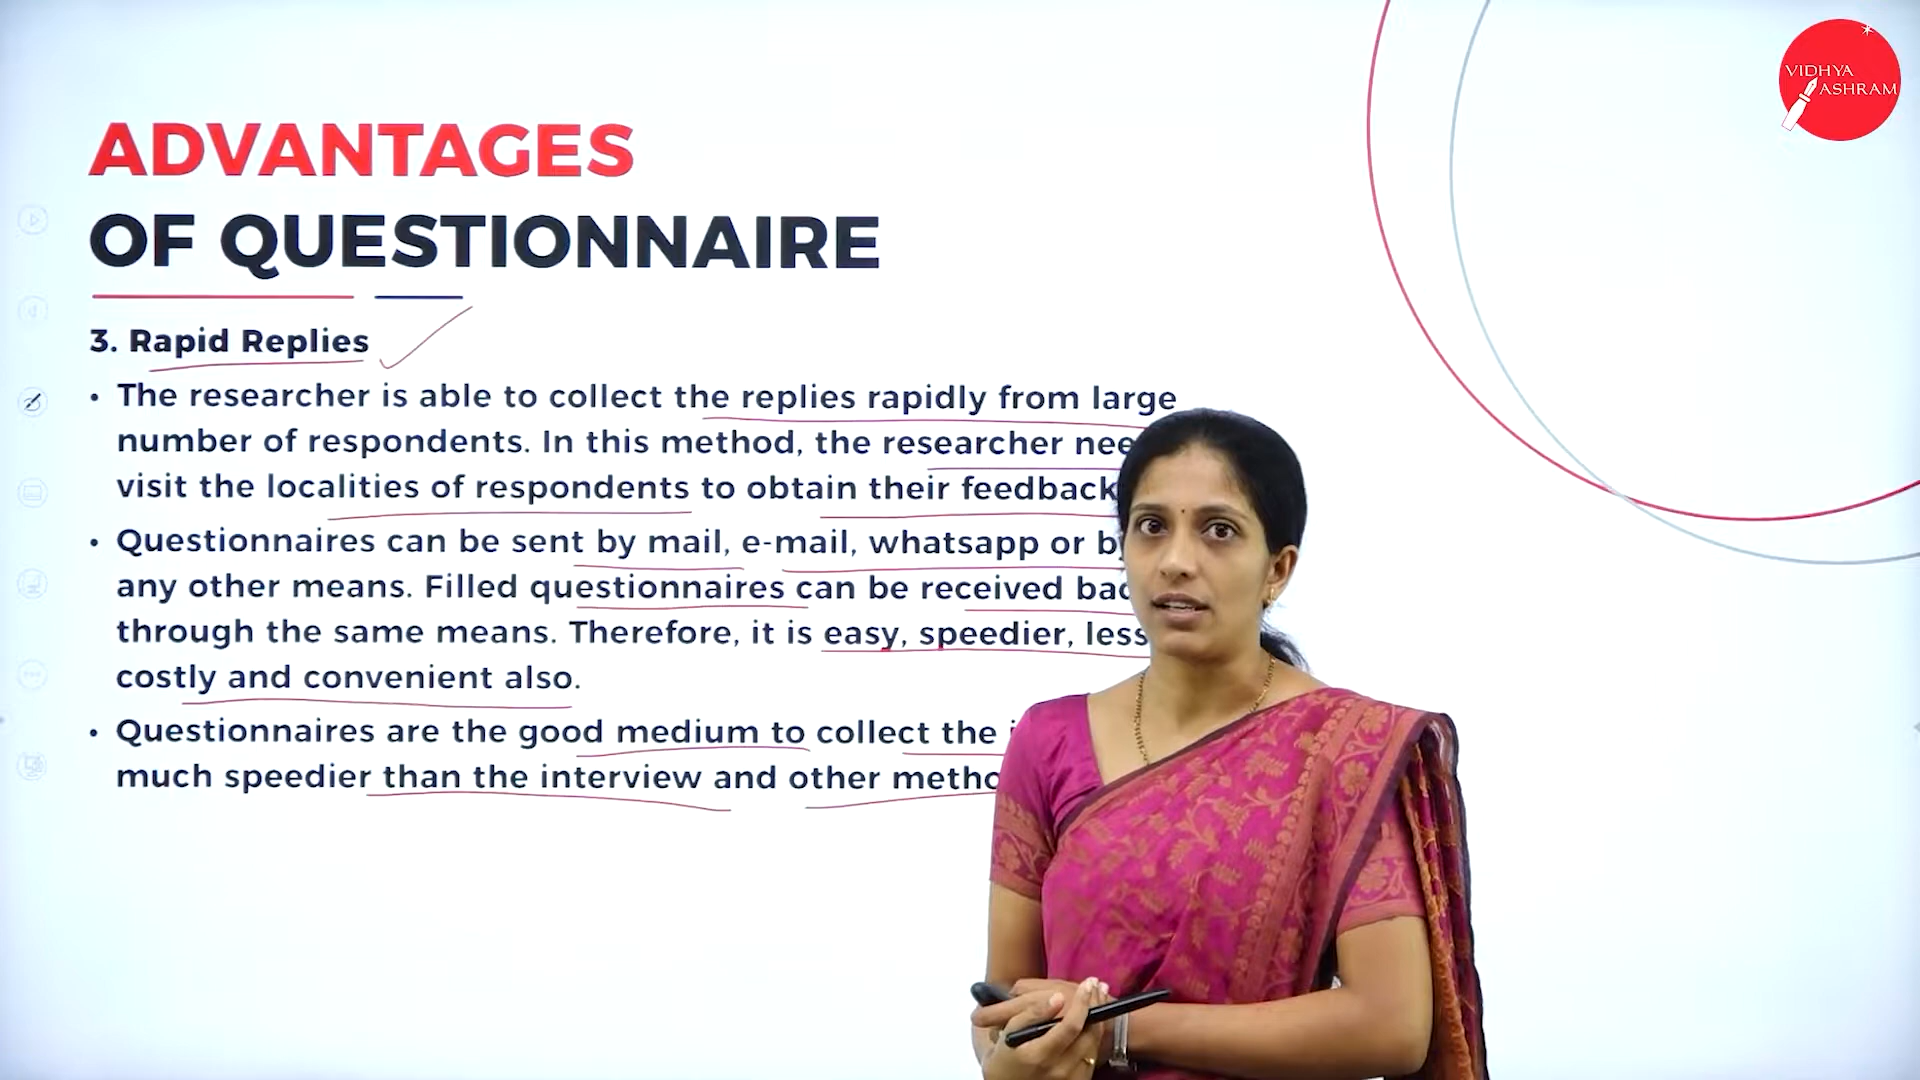 VIDHYA
ASHRAM
ADVANTAGES
OF QUESTIONNAIRE
3. Rapid Replies
• The researcher is able to collect the replies rapidly from large
number of respondents. In this method, the researcher
visit the localities of respondents to obtain their feedback
• Questionnaires can be sent by mail, e-mail, whatsapp or
any other means. Filled questionnaires can be received
through the same means. Therefore, it is easy, speedier, less
costly and convenient also.
• Questionnaires are the good medium to collect the
much speedier than the interview and other